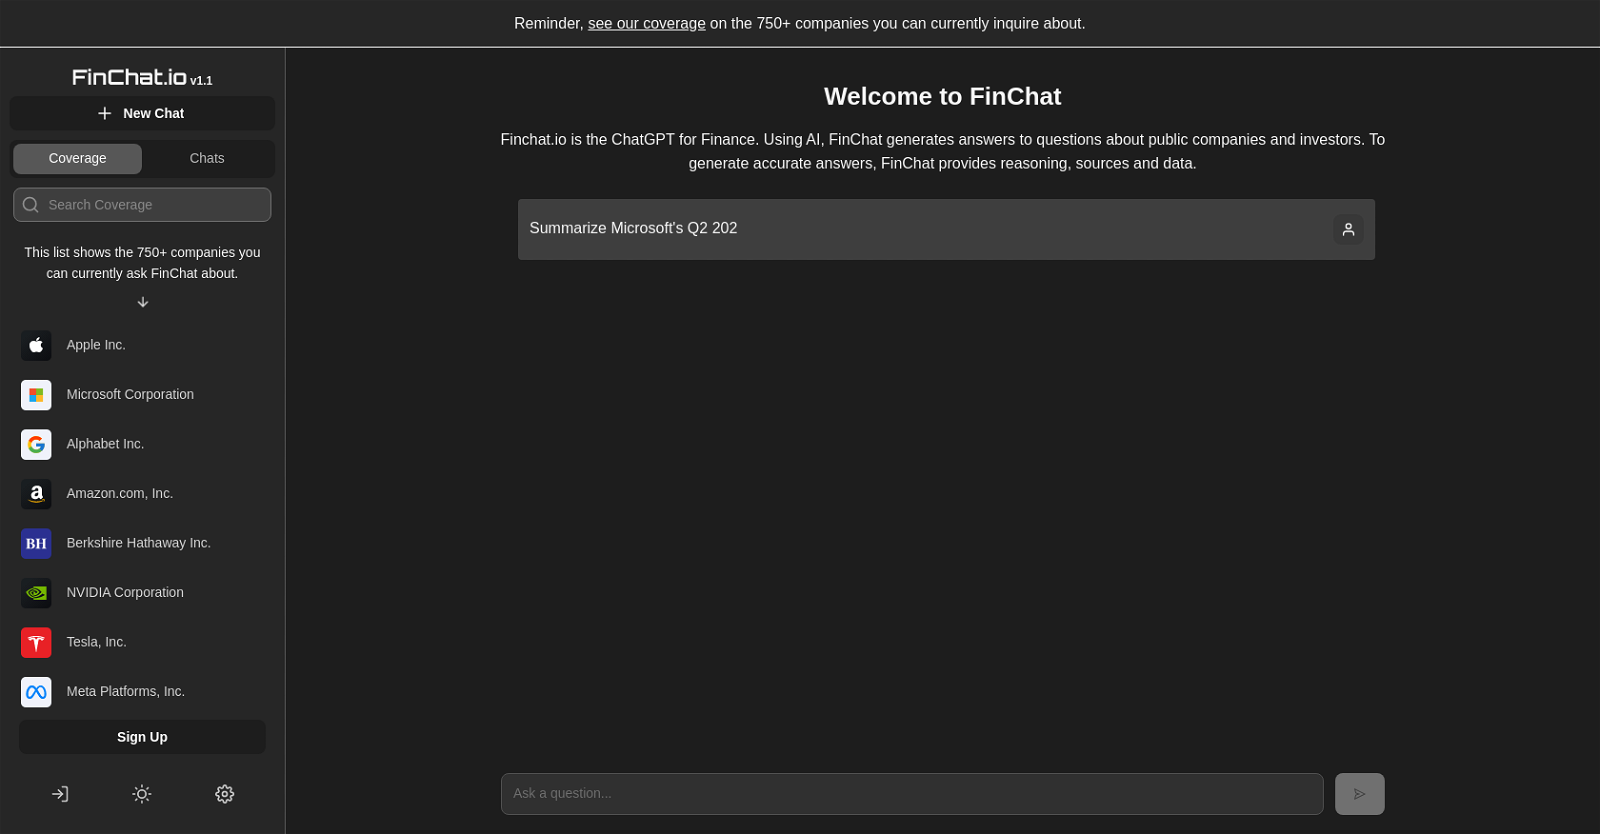 Reminder, see our coverage on the 750+ companies you can currently inquire about.
FinChat.io v1.1
New Chat
Coverage
Chats
Search Coverage
This list shows the 750+ companies you
can currently ask FinChat about.
Apple Inc.
Microsoft Corporation
Alphabet Inc.
Amazon.com, Inc.
BH
Berkshire Hathaway Inc.
NVIDIA Corporation
Tesla, Inc.
Meta Platforms, Inc.
Sign Up
Welcome to FinChat
Finchat.io is the ChatGPT for Finance. Using AI, FinChat generates answers to questions about public companies and investors. To
generate accurate answers, FinChat provides reasoning, sources and data.
Summarize Microsoft's Q2 202
Ask a question...